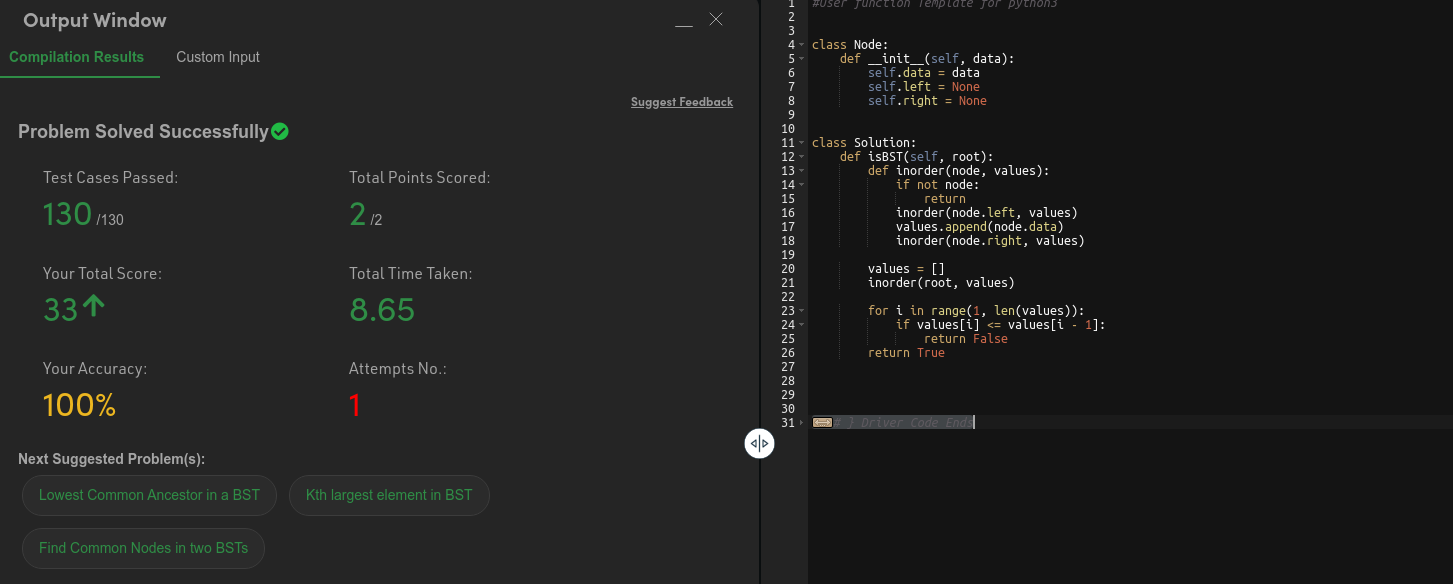 Output Window
Compilation Results
Custom Input
Suggest Feedback
Problem Solved Successfully
Test Cases Passed:
130 /130
Total Points Scored:
2 /2
Your Total Score:
33
Total Time Taken:
8.65
Your Accuracy:
100%
Attempts No.:
1
Next Suggested Problem(s):
Lowest Common Ancestor in a BST
Kth largest element in BST
Find Common Nodes in two BSTs
1 #User function Template for python3
2
3
4 class Node:
5     def __init__(self, data):
6         self.data = data
7         self.left = None
8         self.right = None
9
10
11 class Solution:
12     def isBST(self, root):
13         def inorder(node, values):
14             if not node:
15                 return
16             inorder(node.left, values)
17             values.append(node.data)
18             inorder(node.right, values)
19
20         values = []
21         inorder(root, values)
22
23         for i in range(1, len(values)):
24             if values[i] <= values[i - 1]:
25                 return False
26         return True
27
28
29
30
31 # } Driver Code Ends